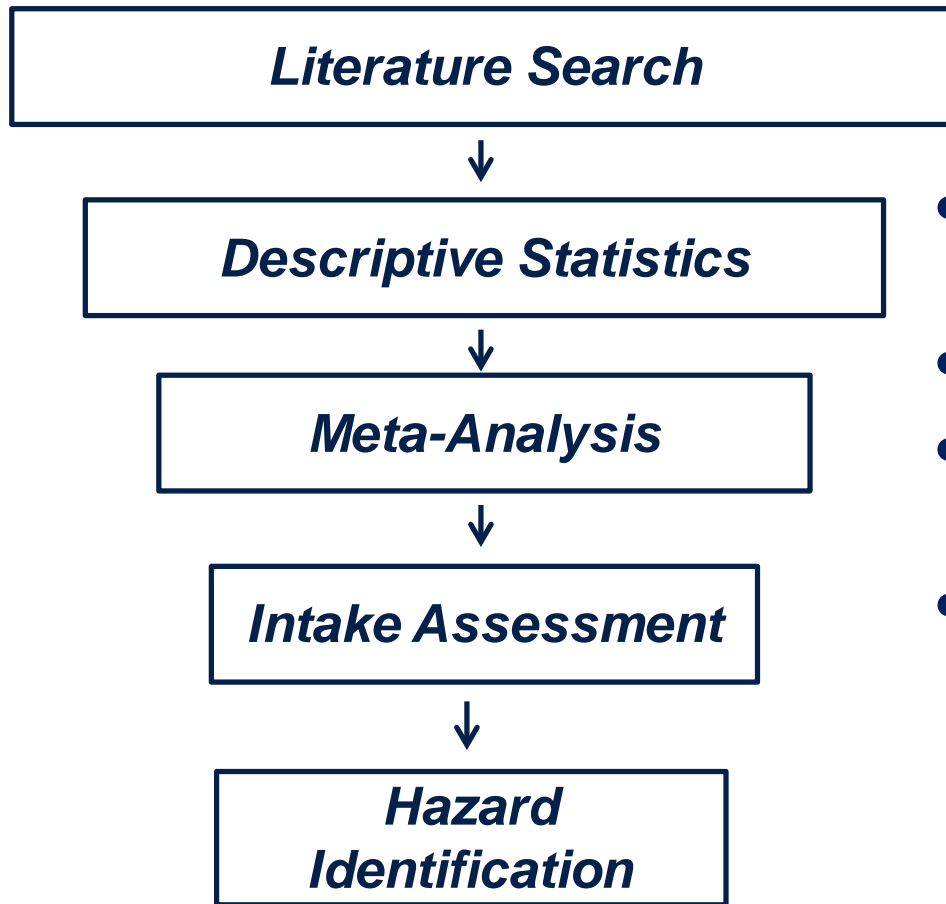 Literature Search
Descriptive Statistics
Meta-Analysis
Intake Assessment
Hazard
Identification